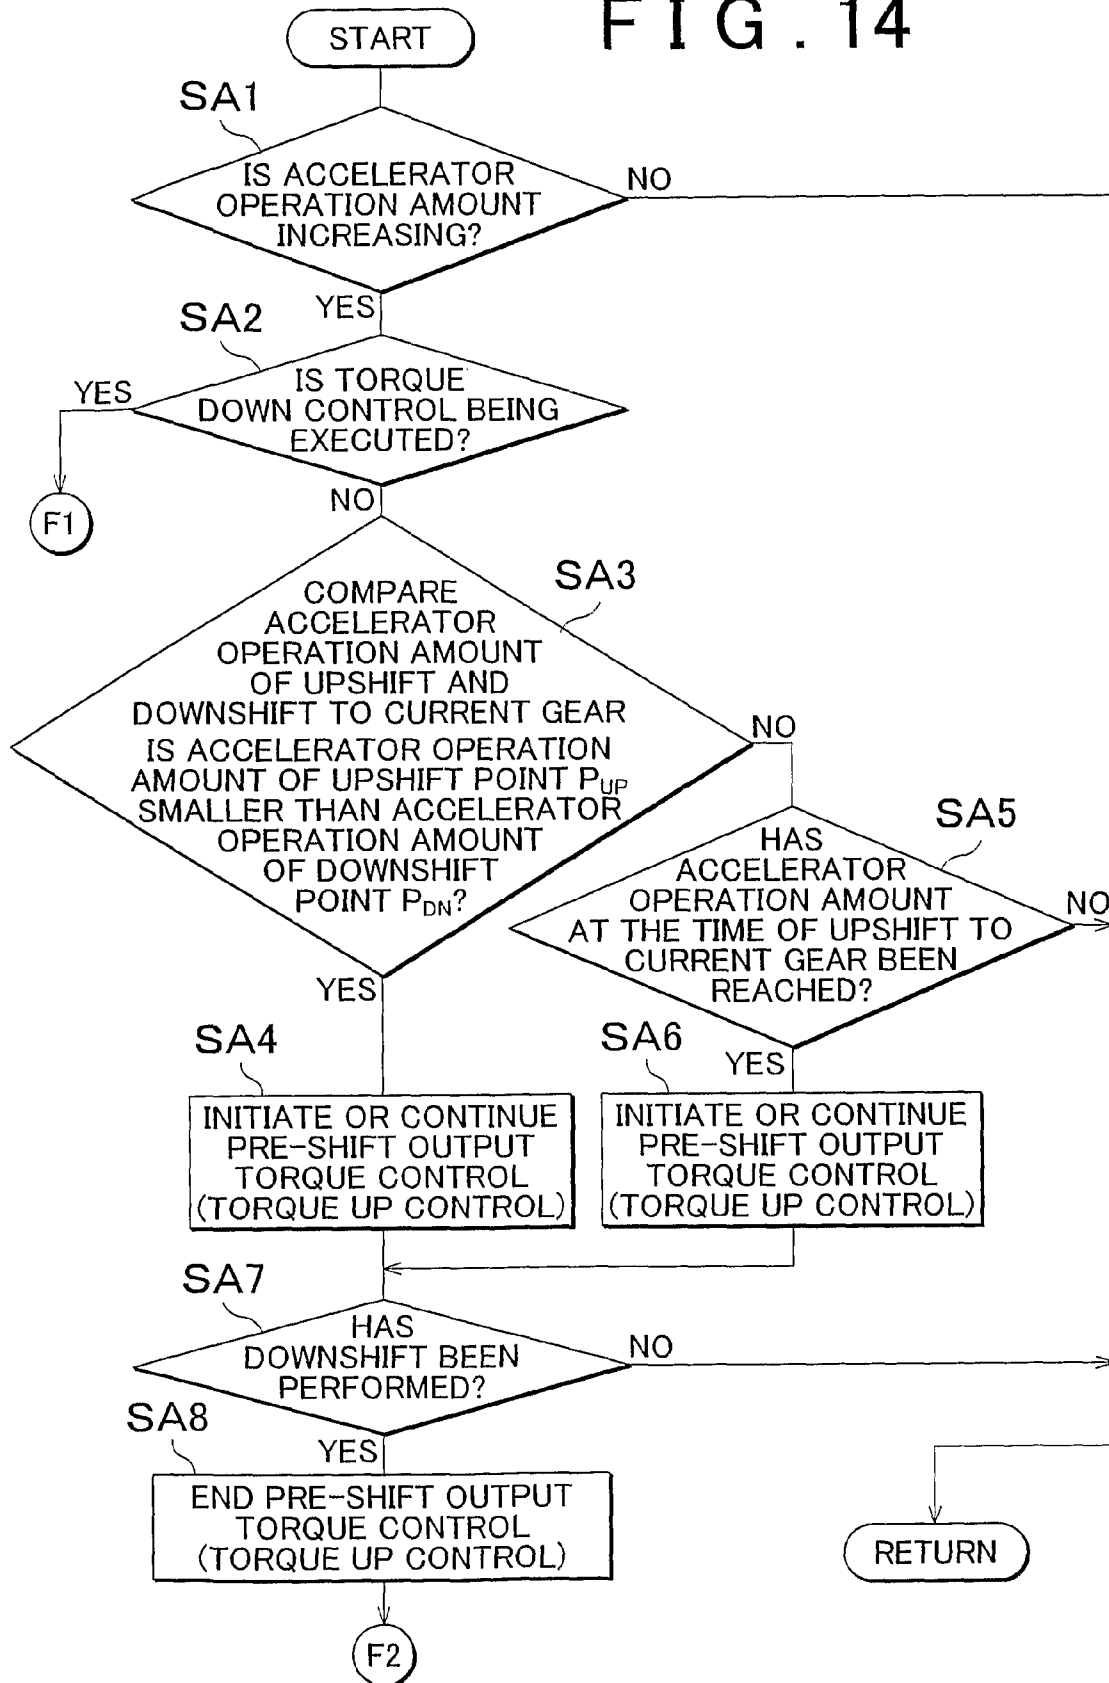 FIG. 14
START
SA1
IS ACCELERATOR
OPERATION AMOUNT
INCREASING?
NO
YES
SA2
IS TORQUE
DOWN CONTROL BEING
EXECUTED?
YES
F1
NO
SA3
COMPARE
ACCELERATOR
OPERATION AMOUNT
OF UPSHIFT AND
DOWNSHIFT TO CURRENT GEAR
IS ACCELERATOR OPERATION
AMOUNT OF UPSHIFT POINT PUP
SMALLER THAN ACCELERATOR
OPERATION AMOUNT
OF DOWNSHIFT
POINT PDN?
NO
YES
SA5
HAS
ACCELERATOR
OPERATION AMOUNT
AT THE TIME OF UPSHIFT TO
CURRENT GEAR BEEN
REACHED?
NO
YES
SA4
INITIATE OR CONTINUE
PRE-SHIFT OUTPUT
TORQUE CONTROL
(TORQUE UP CONTROL)
SA6
INITIATE OR CONTINUE
PRE-SHIFT OUTPUT
TORQUE CONTROL
(TORQUE UP CONTROL)
SA7
HAS
DOWNSHIFT BEEN
PERFORMED?
NO
YES
SA8
END PRE-SHIFT OUTPUT
TORQUE CONTROL
(TORQUE UP CONTROL)
RETURN
F2